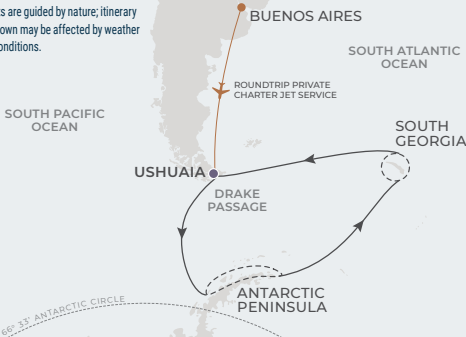 ts are guided by nature; itinerary
own may be affected by weather
onditions.
BUENOS AIRES
SOUTH ATLANTIC
OCEAN
ROUNDTRIP PRIVATE
CHARTER JET SERVICE
SOUTH PACIFIC
OCEAN
SOUTH
GEORGIA
USHUAIA
DRAKE
PASSAGE
ANTARCTIC
PENINSULA
66° 33' ANTARCTIC CIRCLE